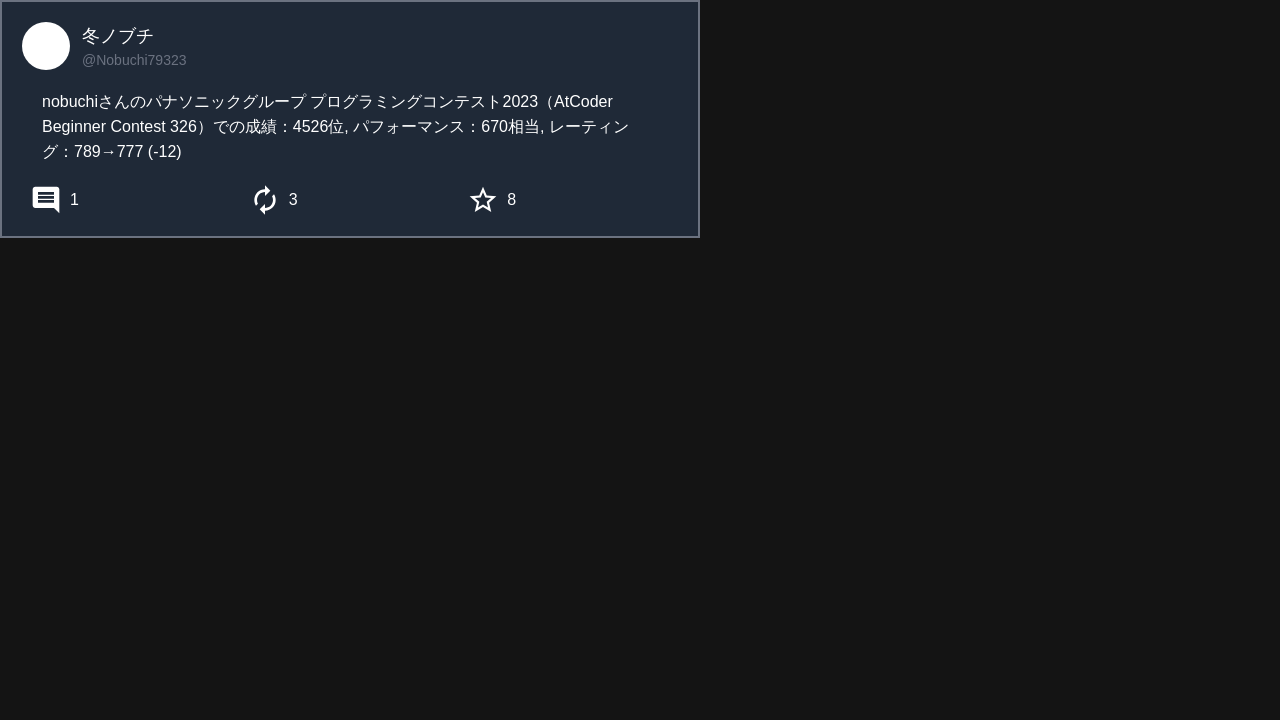 冬ノブチ
@Nobuchi79323
nobuchiさんのパナソニックグループ プログラミングコンテスト2023（AtCoder
Beginner Contest 326）での成績：4526位, パフォーマンス：670相当, レーティン
グ：789→777 (-12)
1 3 8